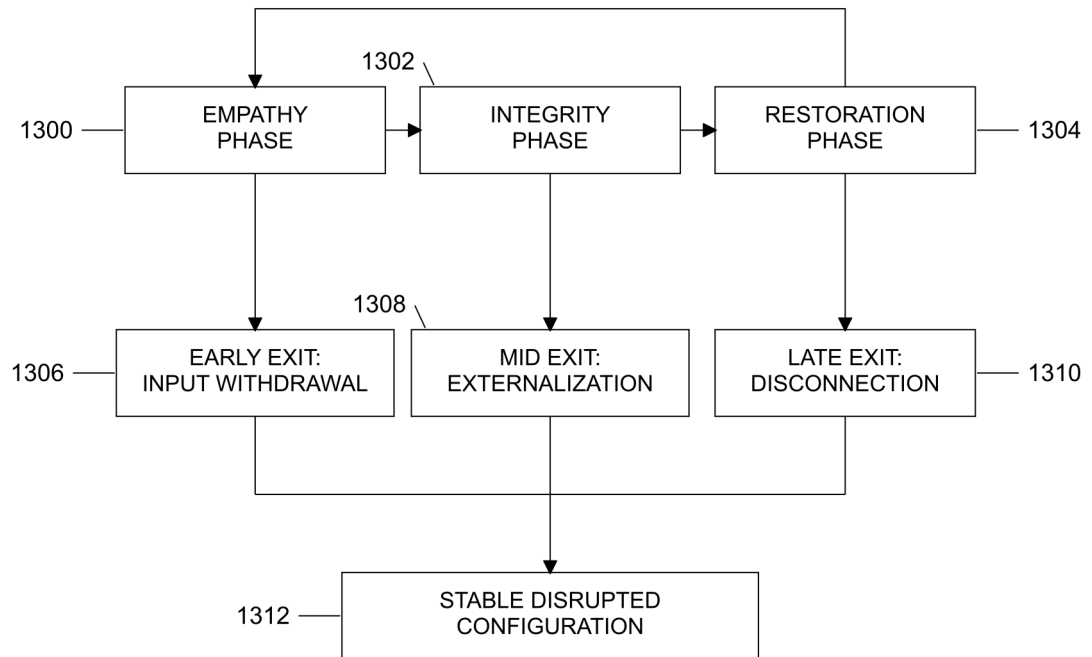 1302
1300
EMPATHY
PHASE
INTEGRITY
PHASE
RESTORATION
PHASE
1304
1308
1306
EARLY EXIT:
INPUT WITHDRAWAL
MID EXIT:
EXTERNALIZATION
LATE EXIT:
DISCONNECTION
1310
1312
STABLE DISRUPTED
CONFIGURATION